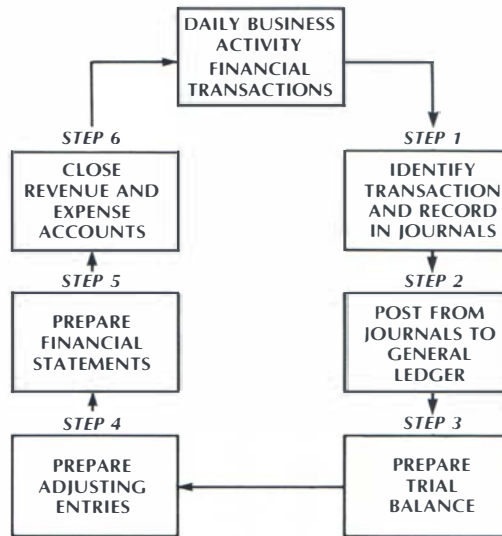 DAILY BUSINESS
ACTIVITY
FINANCIAL
TRANSACTIONS
STEP 1
IDENTIFY
TRANSACTION
AND RECORD
IN JOURNALS
STEP 2
POST FROM
JOURNALS TO
GENERAL
LEDGER
STEP 3
PREPARE
TRIAL
BALANCE
STEP 4
PREPARE
ADJUSTING
ENTRIES
STEP 5
PREPARE
FINANCIAL
STATEMENTS
STEP 6
CLOSE
REVENUE AND
EXPENSE
ACCOUNTS